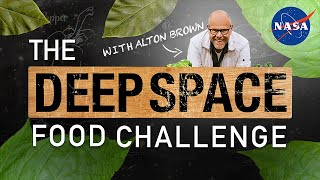 THE
WITH ALTON BROWN
NASA
DEEP SPACE
FOOD CHALLENGE